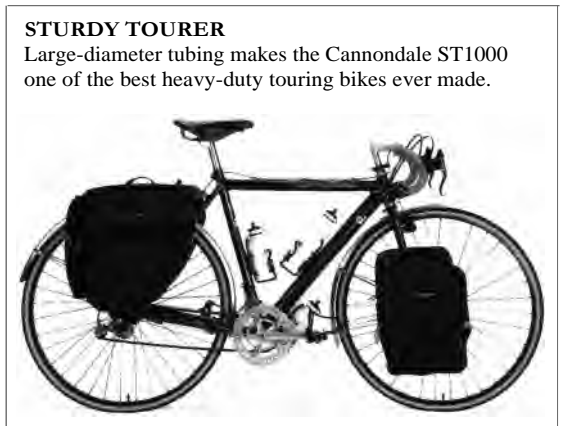 STURDY TOURER
Large-diameter tubing makes the Cannondale ST1000
one of the best heavy-duty touring bikes ever made.